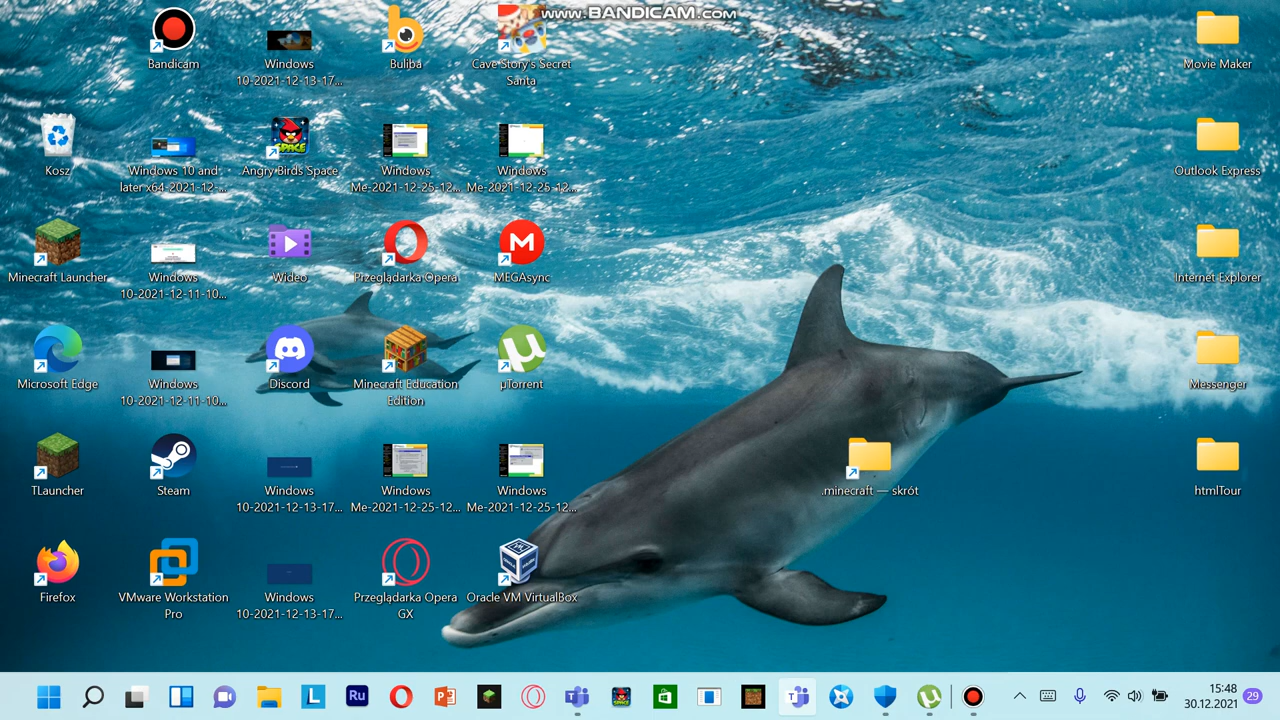 www.BANDICAM.com
Bandicam
Windows
10-2021-12-13-17...
Buliba
Cave Story's Secret
Santa
Movie Maker
Kosz
Windows 10 and
later x64-2021-12-...
Angry Birds Space
Windows
Me-2021-12-25-12...
Windows
Me-2021-12-25-12...
Outlook Express
Minecraft Launcher
Windows
10-2021-12-11-10...
Wideo
Przeglądarka Opera
MEGAsync
Internet Explorer
Microsoft Edge
Windows
10-2021-12-11-10...
Discord
Minecraft Education
Edition
µTorrent
Messenger
TLauncher
Steam
Windows
10-2021-12-13-17...
Windows
Me-2021-12-25-12...
Windows
Me-2021-12-25-12...
.minecraft — skrót
htmlTour
Firefox
VMware Workstation
Pro
Windows
10-2021-12-13-17...
Przeglądarka Opera
GX
Oracle VM VirtualBox
15:48
30.12.2021
29